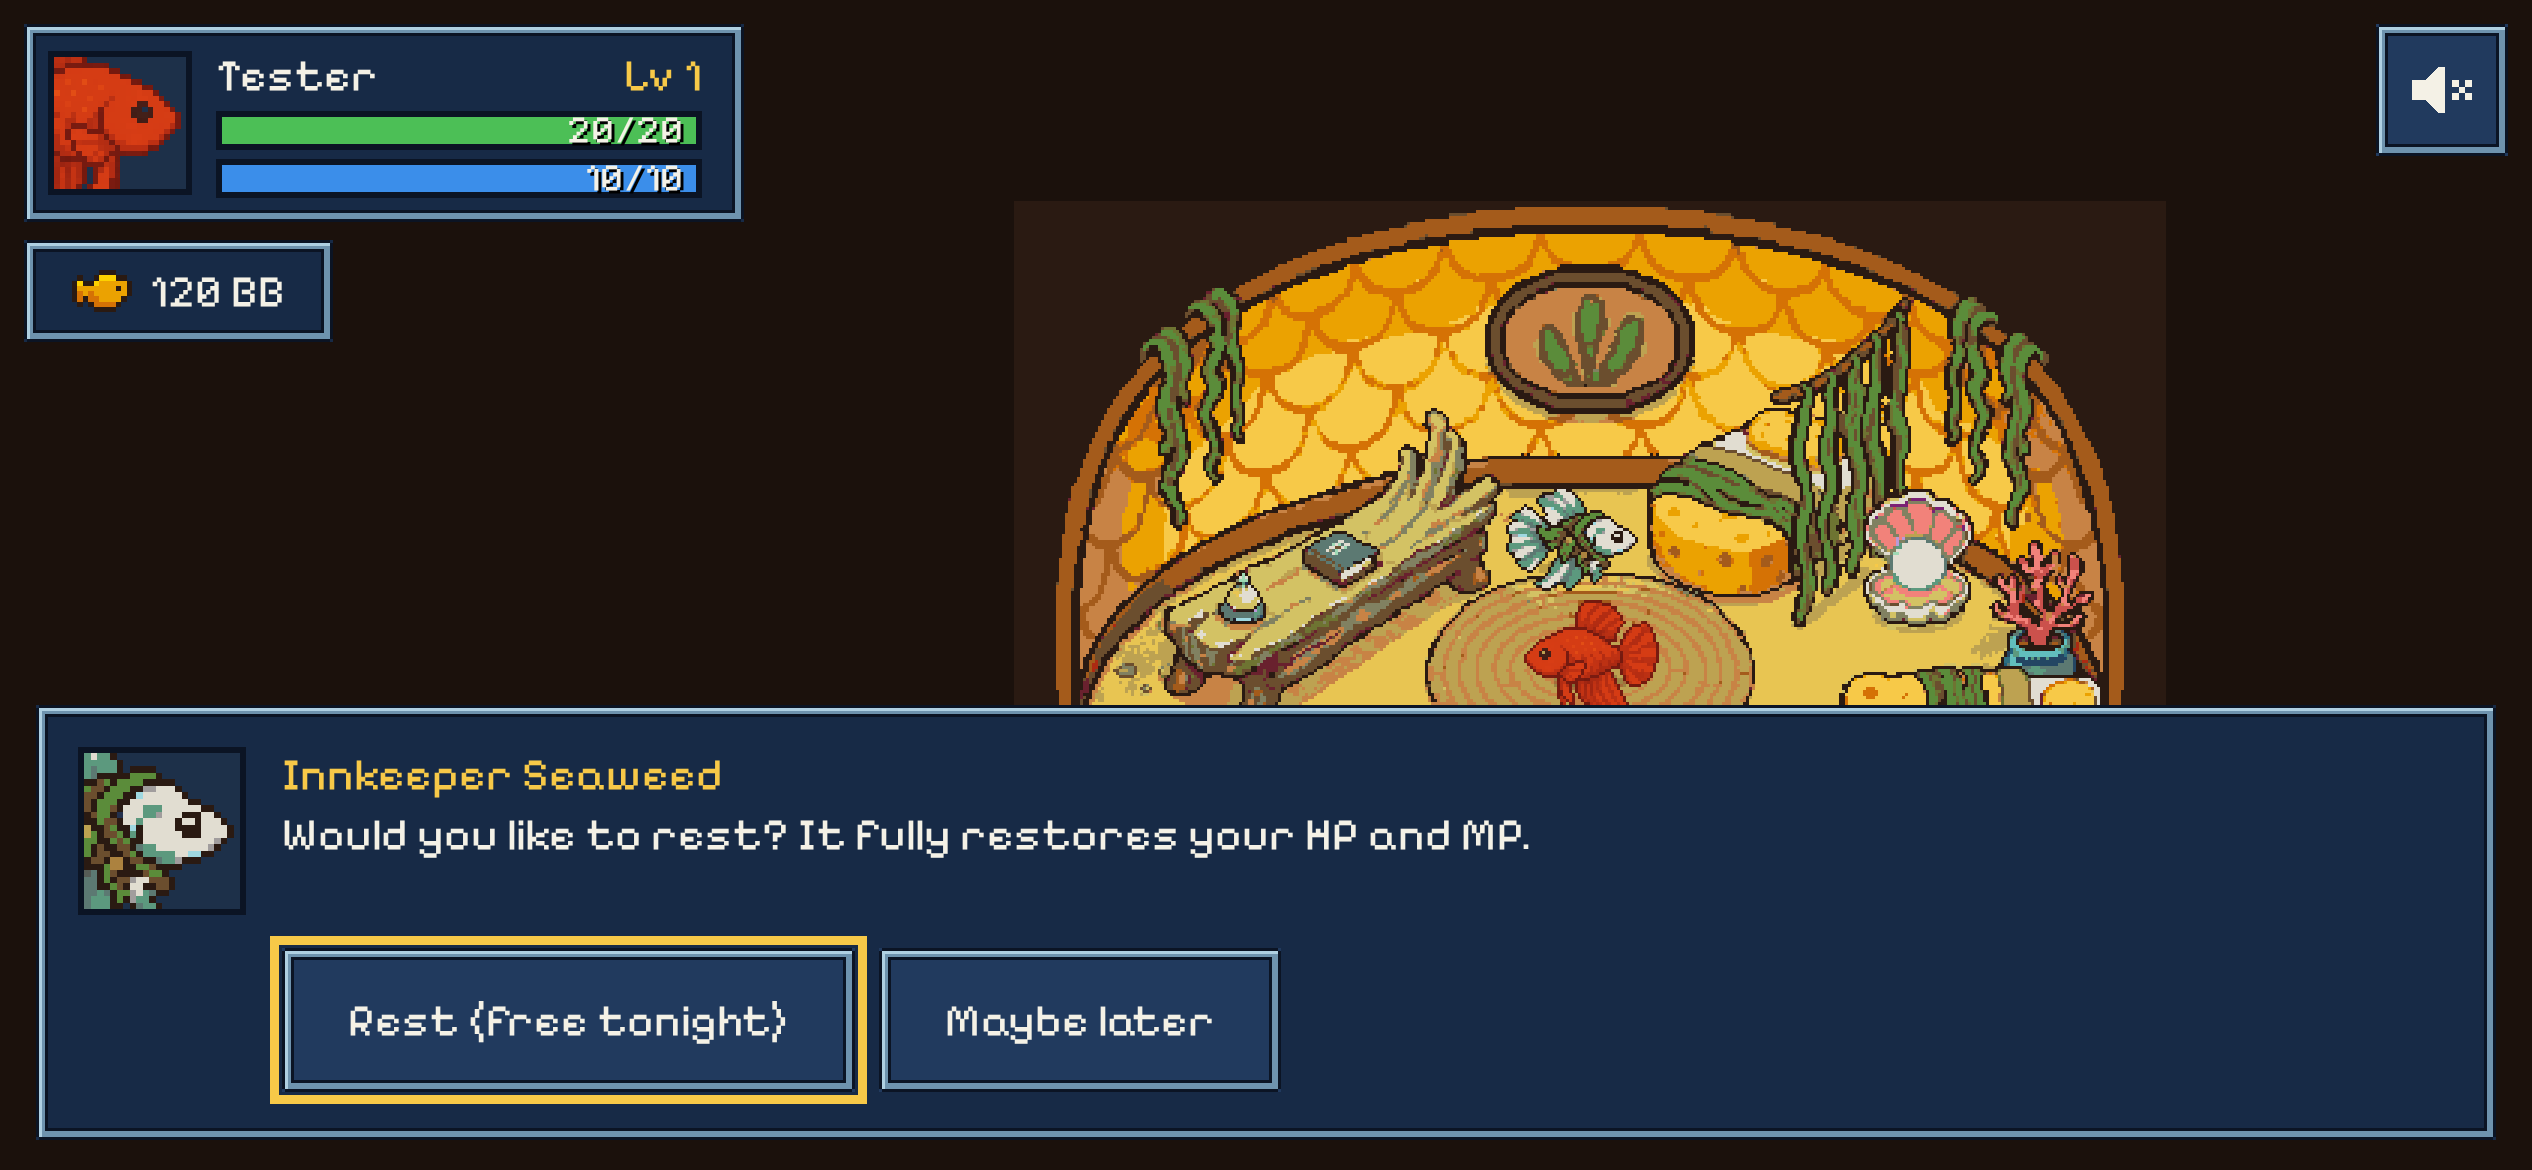 Tester
Lv 1
20/20
10/10
120 BB
Innkeeper Seaweed
Would you like to rest? It fully restores your HP and MP.
Rest (free tonight)
Maybe later